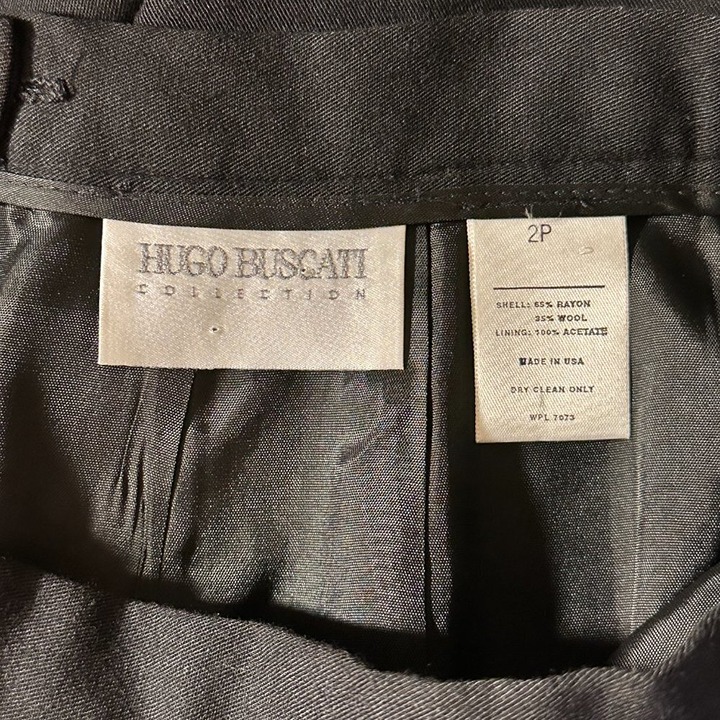 HUGO BUSCATI
COLLECTION
2P
SHELL: 65% RAYON
35% WOOL
LINING: 100% ACETATE
MADE IN USA
DRY CLEAN ONLY
WPL 7073